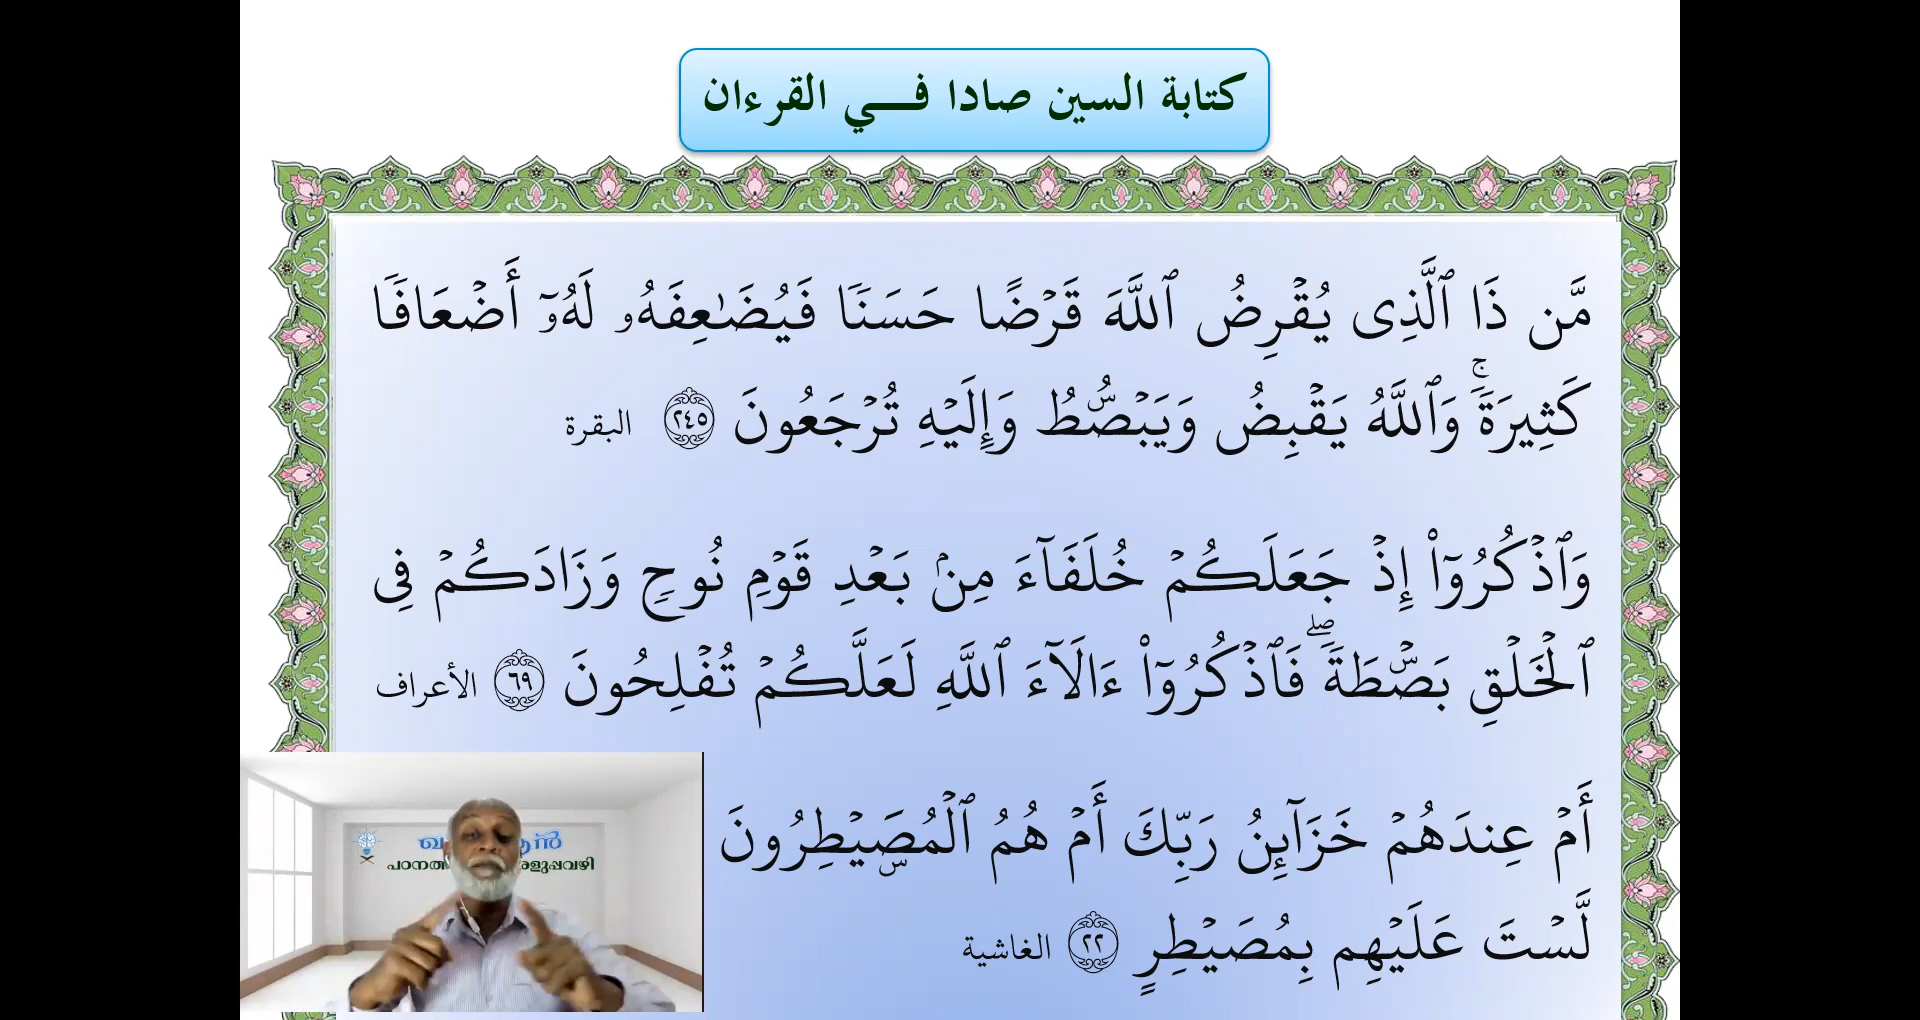 كتابة السين صادا فـــي القرءان
مَّن ذَا ٱلَّذِى يُقۡرِضُ ٱللَّهَ قَرۡضًا حَسَنٗا فَيُضَٰعِفَهُۥ لَهُۥٓ أَضۡعَافٗا
كَثِيرَةٗۚ وَٱللَّهُ يَقۡبِضُ وَيَبۡصُۜطُ وَإِلَيۡهِ تُرۡجَعُونَ ٢٤٥ البقرة
وَٱذۡكُرُوٓاْ إِذۡ جَعَلَكُمۡ خُلَفَآءَ مِنۢ بَعۡدِ قَوۡمِ نُوحٖ وَزَادَكُمۡ فِى
ٱلۡخَلۡقِ بَصۜۡطَةٗۖ فَٱذۡكُرُوٓاْ ءَالَآءَ ٱللَّهِ لَعَلَّكُمۡ تُفۡلِحُونَ ٦٩ الأعراف
أَمۡ عِندَهُمۡ خَزَآئِنُ رَبِّكَ أَمۡ هُمُ ٱلۡمُصَۣيۡطِرُونَ
لَّسۡتَ عَلَيۡهِم بِمُصَيۡطِرٍ ٢٢ الغاشية